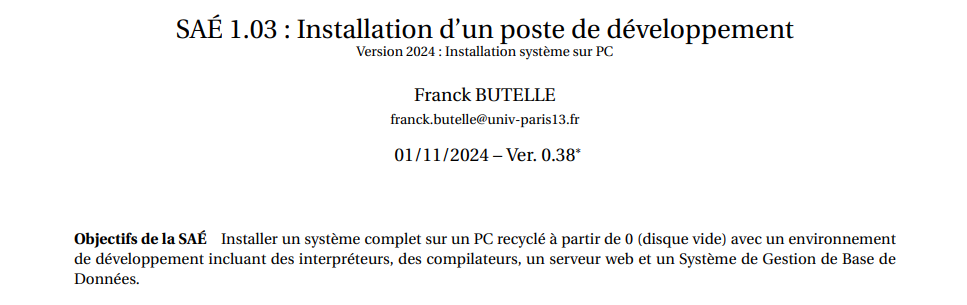 SAÉ 1.03 : Installation d’un poste de développement
Version 2024 : Installation système sur PC
Franck BUTELLE
franck.butelle@univ-paris13.fr
01/11/2024 – Ver. 0.38*
Objectifs de la SAÉ Installer un système complet sur un PC recyclé à partir de 0 (disque vide) avec un environnement
de développement incluant des interpréteurs, des compilateurs, un serveur web et un Système de Gestion de Base de
Données.